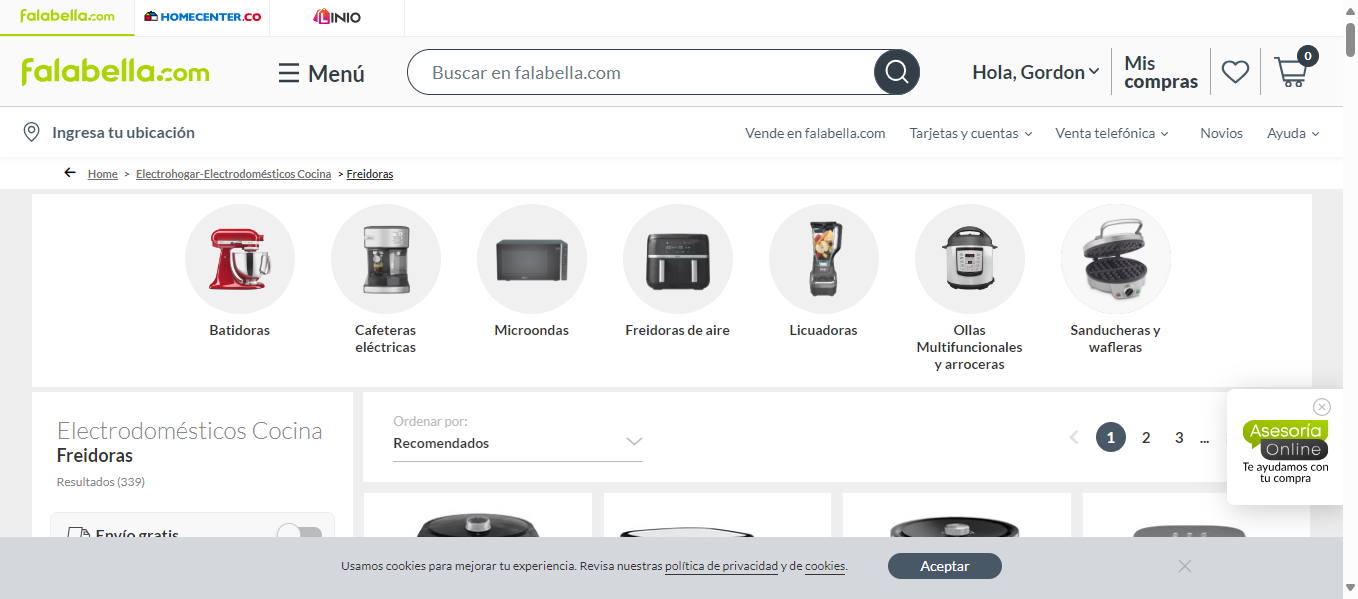 falabella.com
HOMECENTER.CO
LINIO
falabella.com
Menú
Buscar en falabella.com
Hola, Gordon
Mis
compras
0
Ingresa tu ubicación
Vende en falabella.com
Tarjetas y cuentas
Venta telefónica
Novios
Ayuda
Home > Electrohogar-Electrodomésticos Cocina > Freidoras
Batidoras
Cafeteras
eléctricas
Microondas
Freidoras de aire
Licuadoras
Ollas
Multifuncionales
y arroceras
Sanducheras y
wafleras
Electrodomésticos Cocina
Freidoras
Resultados (339)
Envío gratis
Ordenar por:
Recomendados
1 2 3 ...
Asesoría
Online
Te ayudamos con
tu compra
Usamos cookies para mejorar tu experiencia. Revisa nuestras política de privacidad y de cookies.
Aceptar